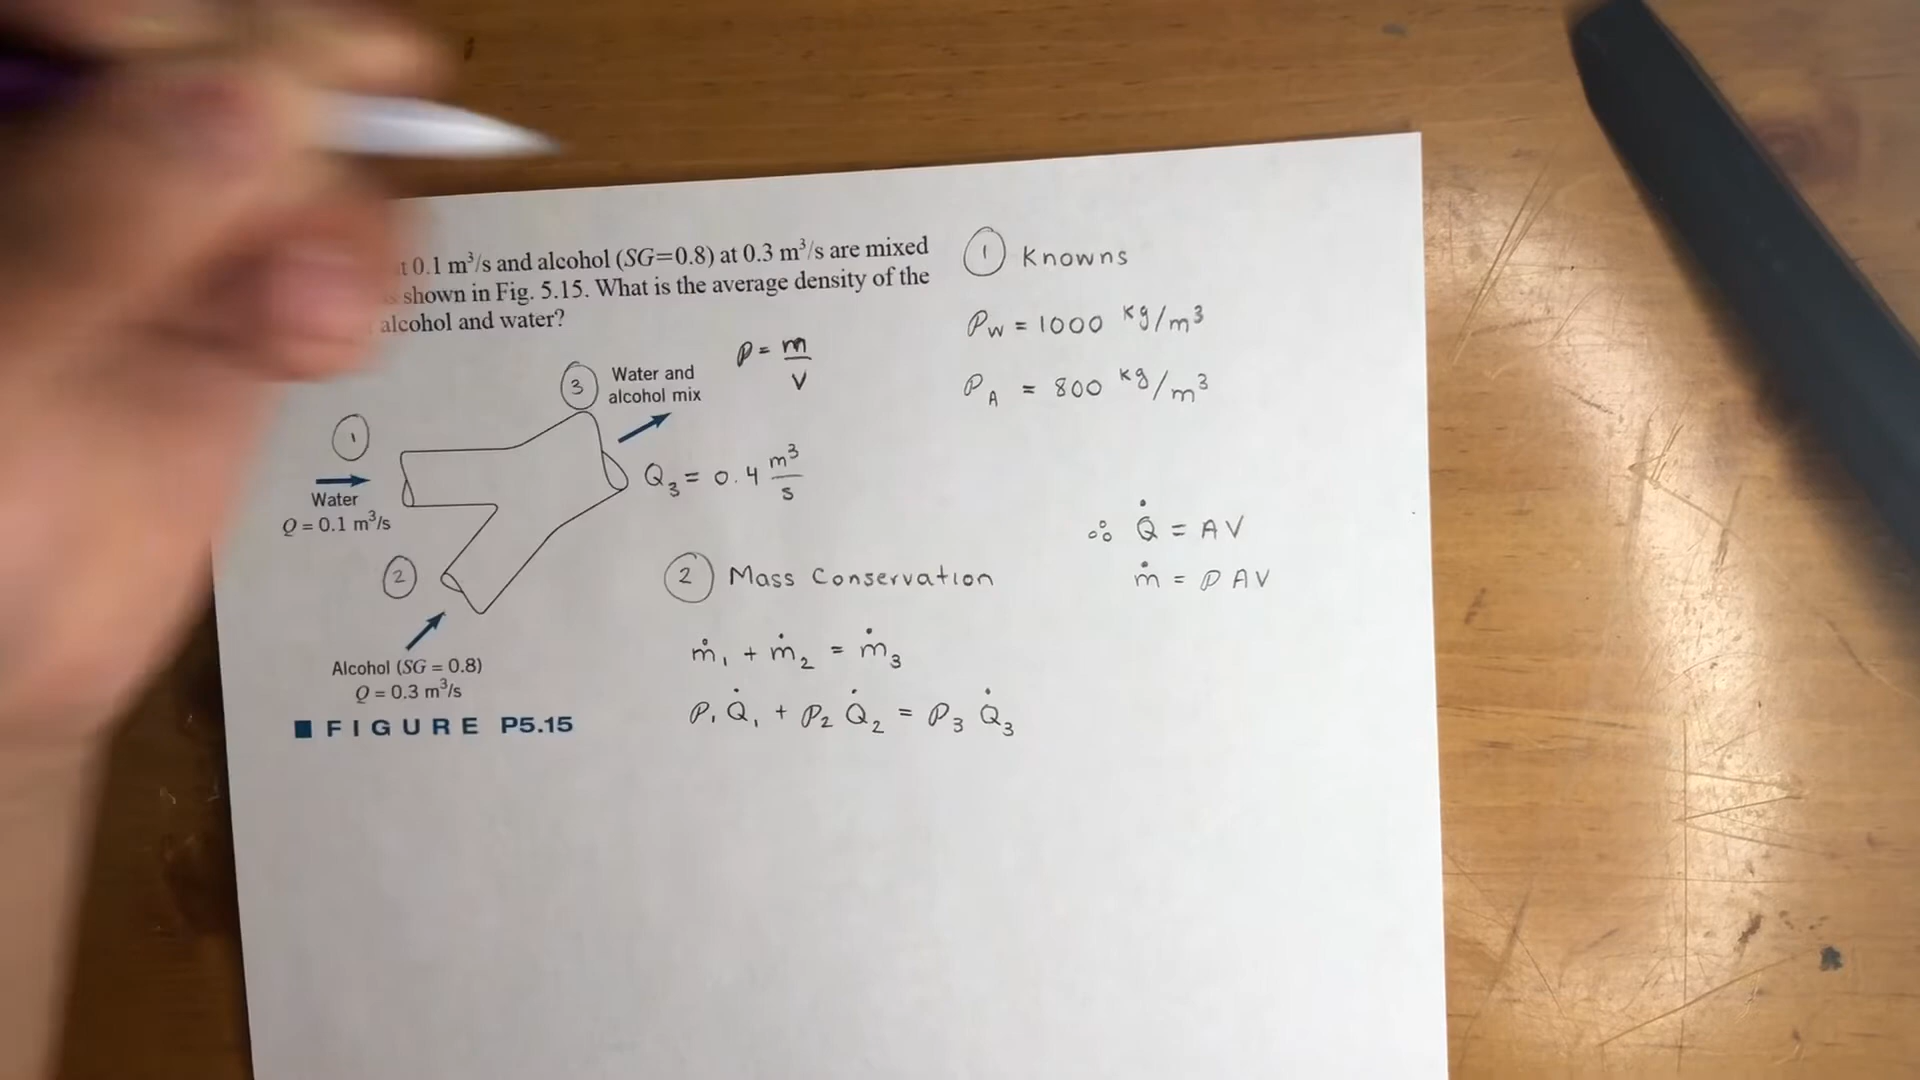 0.1 m³/s and alcohol (SG=0.8) at 0.3 m³/s are mixed
shown in Fig. 5.15. What is the average density of the
alcohol and water?
ρ = m/V
3
Water and
alcohol mix
1
Water
Q = 0.1 m³/s
Q₃ = 0.4 m³/s
2
Alcohol (SG = 0.8)
Q = 0.3 m³/s
■ FIGURE P5.15
1 Knowns
ρw = 1000 kg/m³
ρA = 800 kg/m³
∴ Q̇ = AV
ṁ = ρAV
2 Mass Conservation
ṁ₁ + ṁ₂ = ṁ₃
ρ₁Q̇₁ + ρ₂Q̇₂ = ρ₃Q̇₃